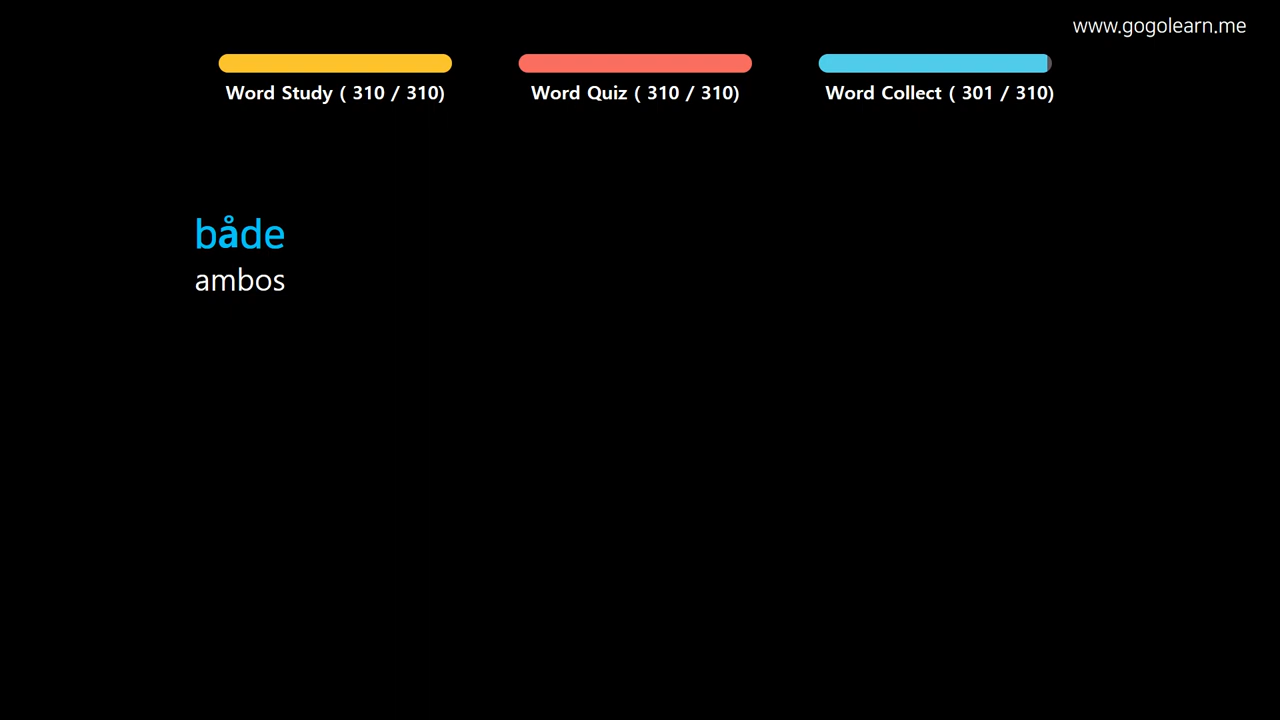 www.gogolearn.me
Word Study ( 310 / 310)
Word Quiz ( 310 / 310)
Word Collect ( 301 / 310)
både
ambos